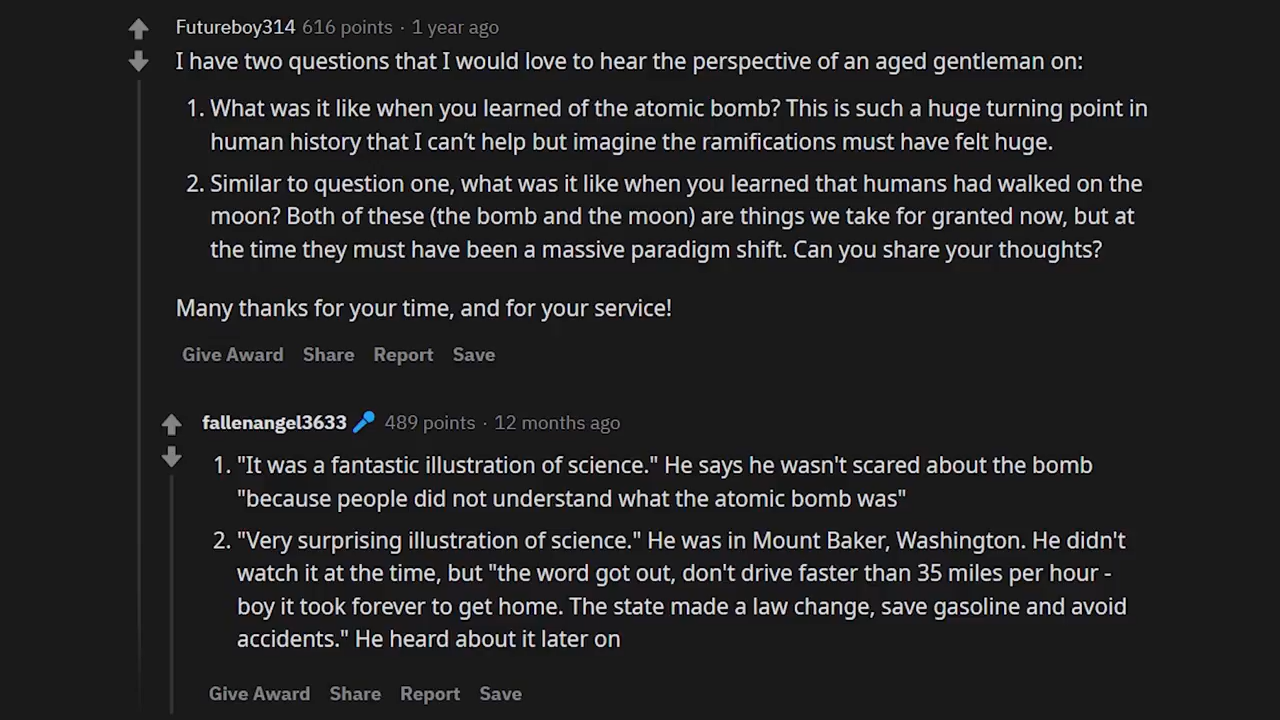 Futureboy314 616 points · 1 year ago
I have two questions that I would love to hear the perspective of an aged gentleman on:
1. What was it like when you learned of the atomic bomb? This is such a huge turning point in
human history that I can’t help but imagine the ramifications must have felt huge.
2. Similar to question one, what was it like when you learned that humans had walked on the
moon? Both of these (the bomb and the moon) are things we take for granted now, but at
the time they must have been a massive paradigm shift. Can you share your thoughts?
Many thanks for your time, and for your service!
Give Award Share Report Save
fallenangel3633 489 points · 12 months ago
1. "It was a fantastic illustration of science." He says he wasn't scared about the bomb
"because people did not understand what the atomic bomb was"
2. "Very surprising illustration of science." He was in Mount Baker, Washington. He didn't
watch it at the time, but "the word got out, don't drive faster than 35 miles per hour -
boy it took forever to get home. The state made a law change, save gasoline and avoid
accidents." He heard about it later on
Give Award Share Report Save